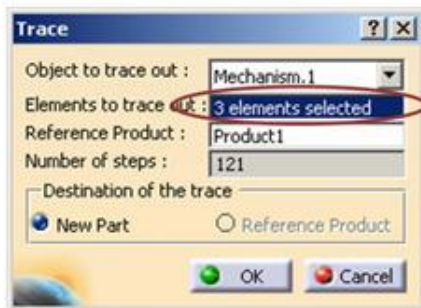 Trace
Object to trace out : Mechanism.1
Elements to trace out : 3 elements selected
Reference Product : Product1
Number of steps : 121
Destination of the trace
New Part Reference Product
OK Cancel